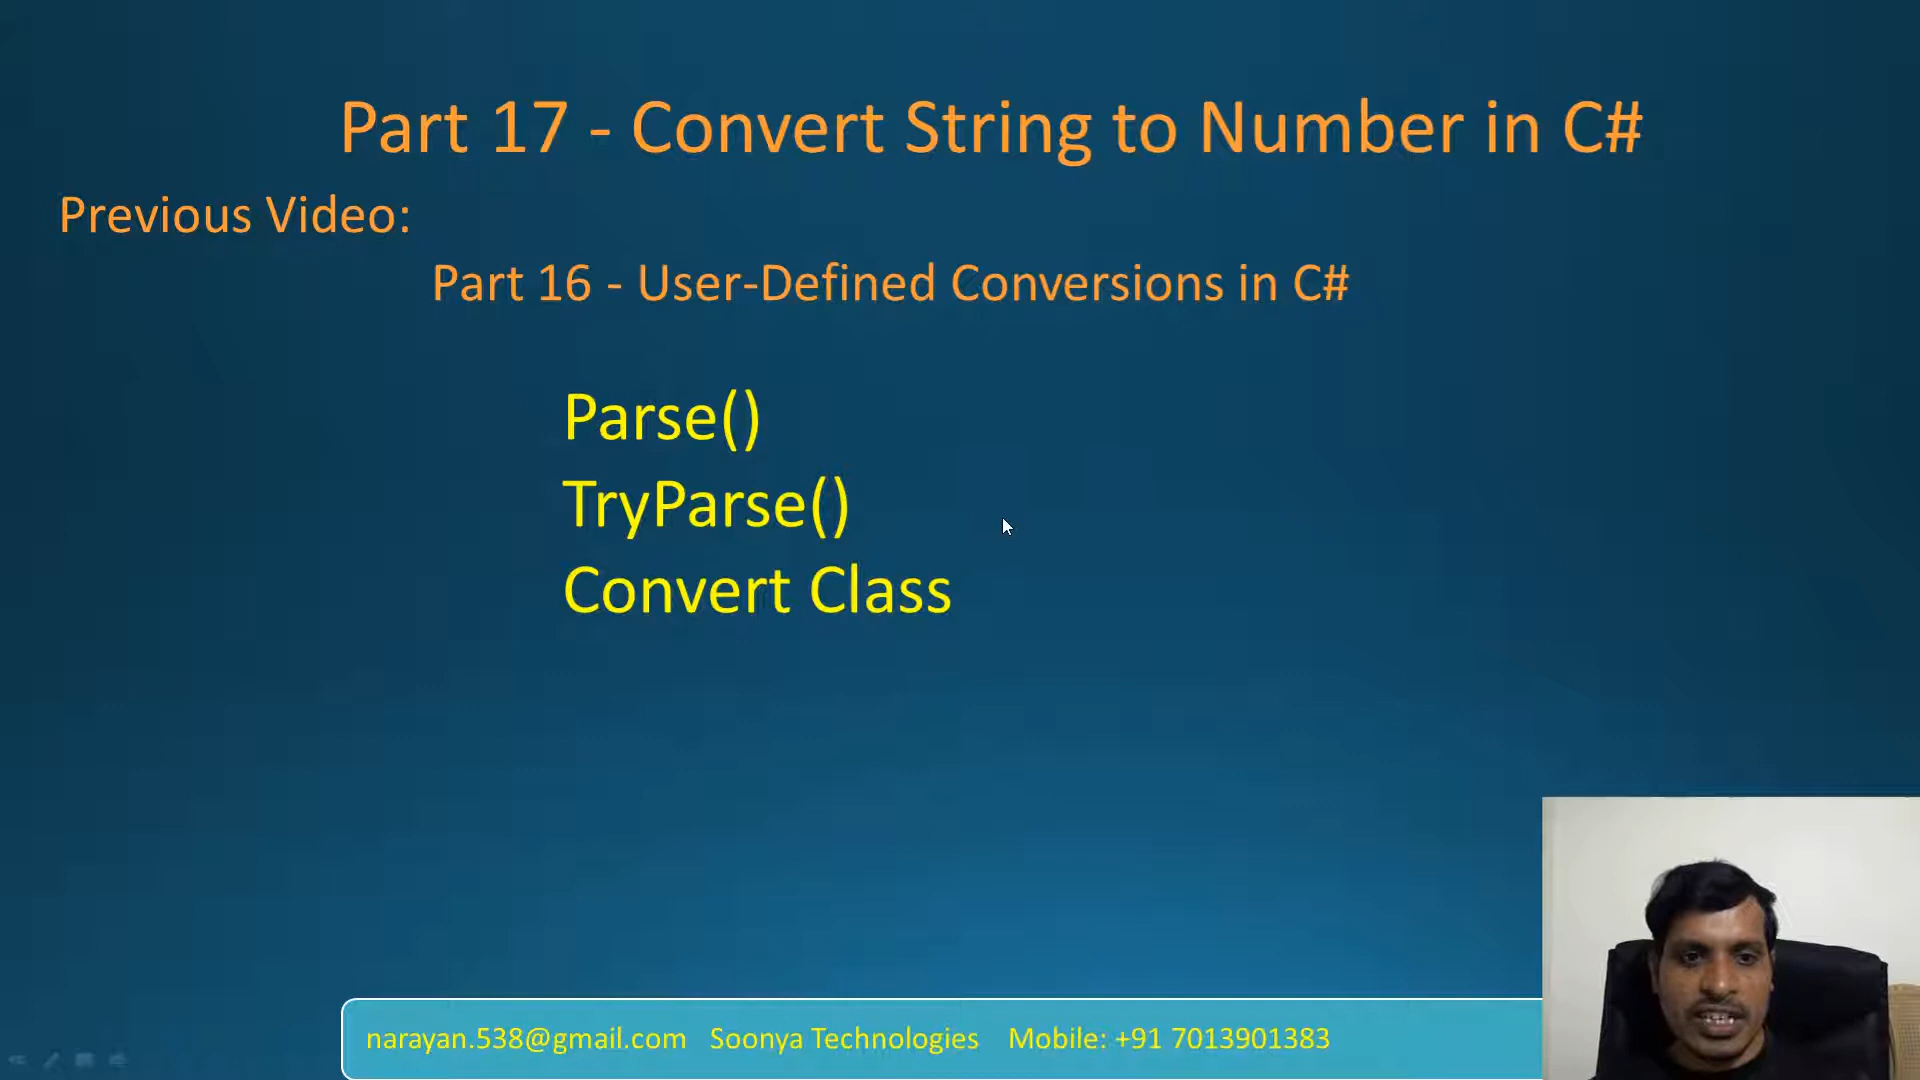 Part 17 - Convert String to Number in C#
Previous Video:
Part 16 - User-Defined Conversions in C#
Parse()
TryParse()
Convert Class
narayan.538@gmail.com Soonya Technologies Mobile: +91 7013901383